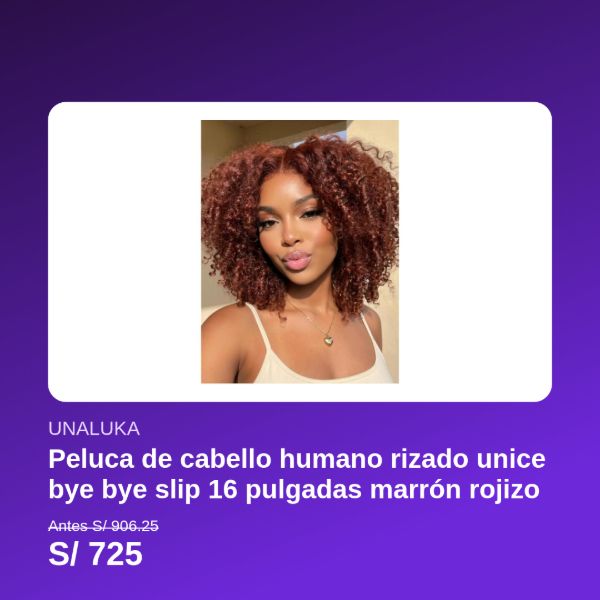 UNALUKA
Peluca de cabello humano rizado unice
bye bye slip 16 pulgadas marrón rojizo
Antes S/ 906.25
S/ 725